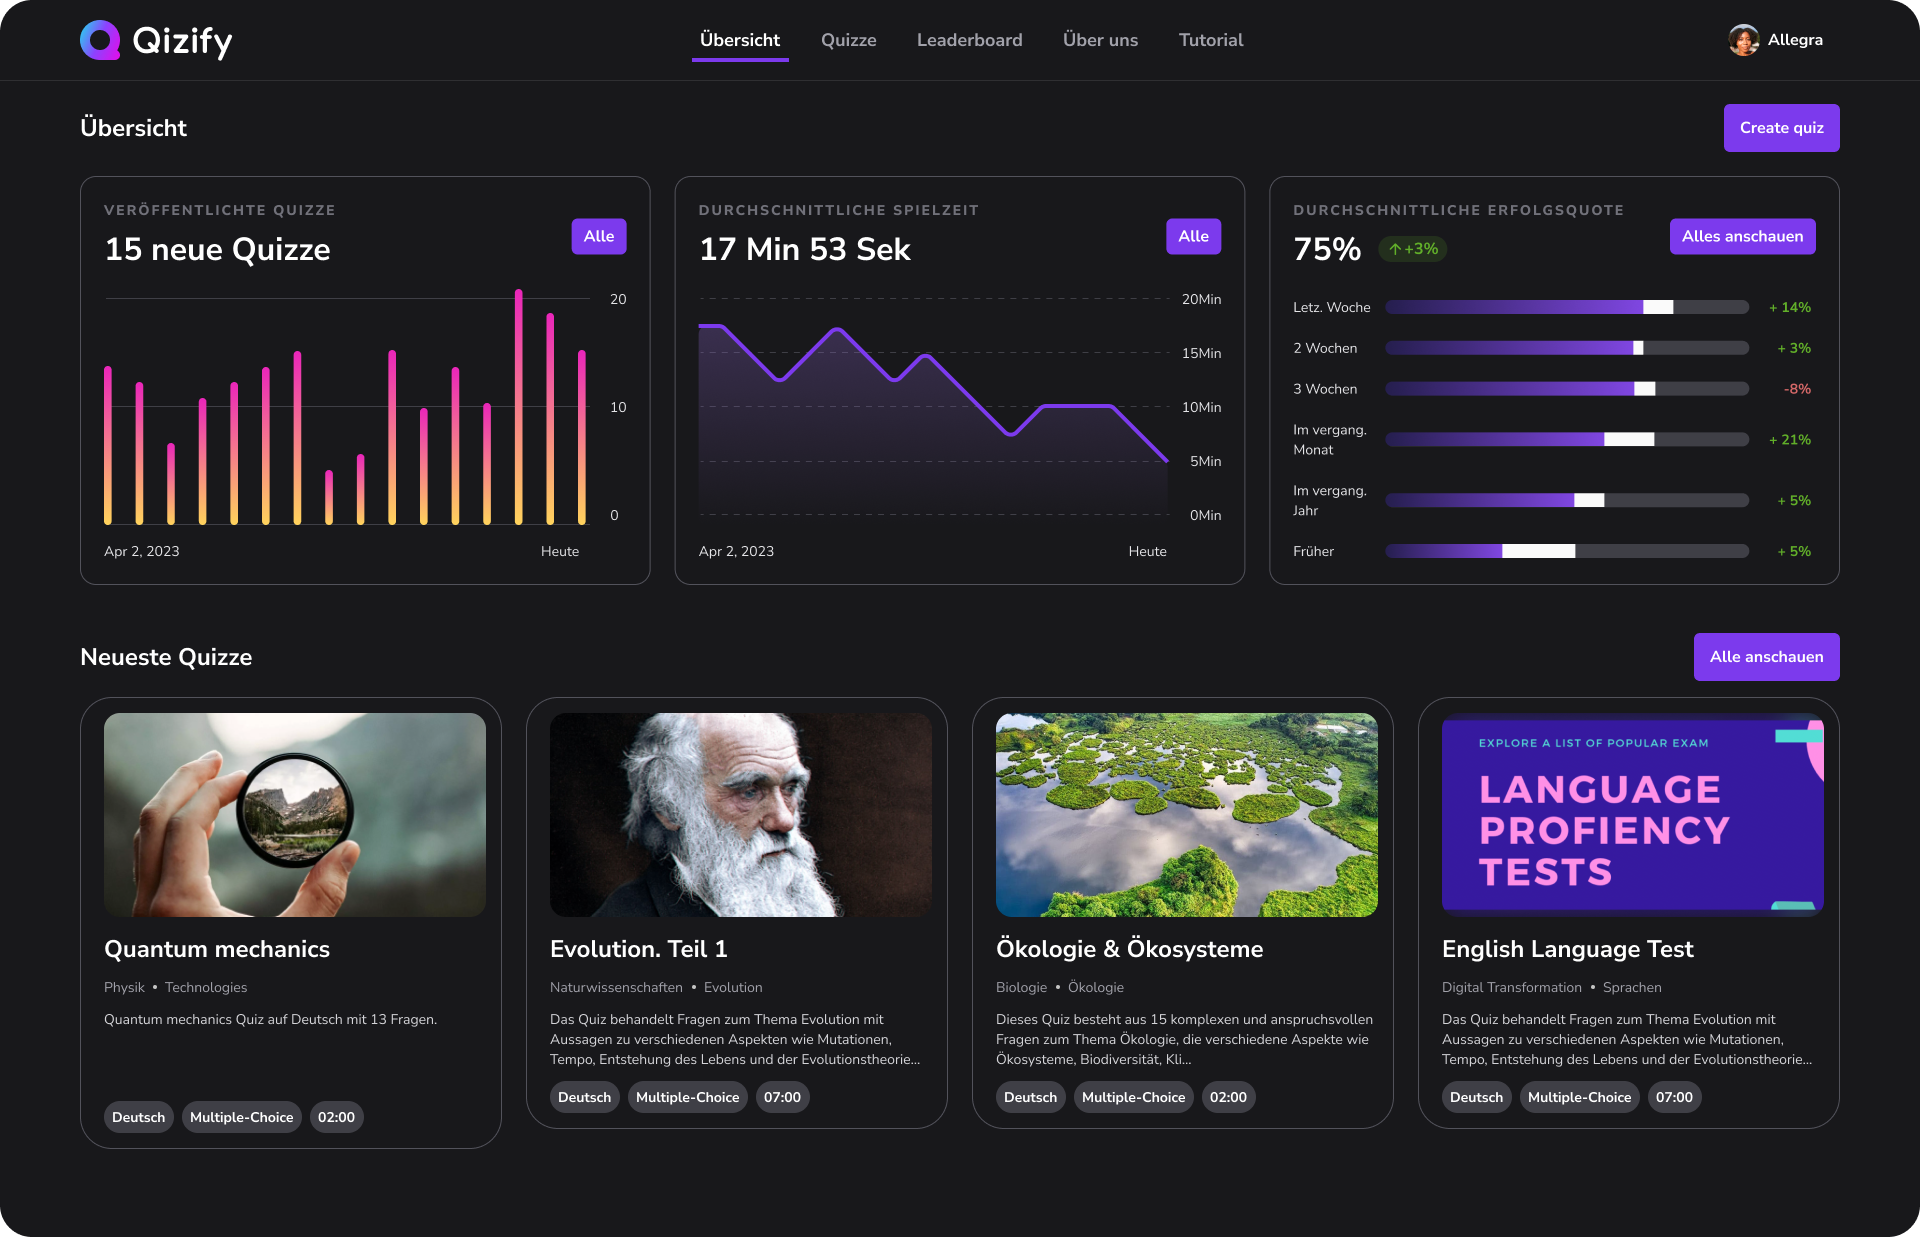 Qizify
Übersicht
Quizze
Leaderboard
Über uns
Tutorial
Allegra
Übersicht
Create quiz
VERÖFFENTLICHTE QUIZZE
15 neue Quizze
Alle
20
10
0
Apr 2, 2023
Heute
DURCHSCHNITTLICHE SPIELZEIT
17 Min 53 Sek
Alle
20Min
15Min
10Min
5Min
0Min
Apr 2, 2023
Heute
DURCHSCHNITTLICHE ERFOLGSQUOTE
75%
+3%
Alles anschauen
Letz. Woche
+ 14%
2 Wochen
+ 3%
3 Wochen
-8%
Im vergang.
Monat
+ 21%
Im vergang.
Jahr
+ 5%
Früher
+ 5%
Neueste Quizze
Alle anschauen
Quantum mechanics
Physik • Technologies
Quantum mechanics Quiz auf Deutsch mit 13 Fragen.
Deutsch
Multiple-Choice
02:00
Evolution. Teil 1
Naturwissenschaften • Evolution
Das Quiz behandelt Fragen zum Thema Evolution mit
Aussagen zu verschiedenen Aspekten wie Mutationen,
Tempo, Entstehung des Lebens und der Evolutionstheorie...
Deutsch
Multiple-Choice
07:00
Ökologie & Ökosysteme
Biologie • Ökologie
Dieses Quiz besteht aus 15 komplexen und anspruchsvollen
Fragen zum Thema Ökologie, die verschiedene Aspekte wie
Ökosysteme, Biodiversität, Kli...
Deutsch
Multiple-Choice
02:00
EXPLORE A LIST OF POPULAR EXAM
LANGUAGE
PROFIENCY
TESTS
English Language Test
Digital Transformation • Sprachen
Das Quiz behandelt Fragen zum Thema Evolution mit
Aussagen zu verschiedenen Aspekten wie Mutationen,
Tempo, Entstehung des Lebens und der Evolutionstheorie...
Deutsch
Multiple-Choice
07:00